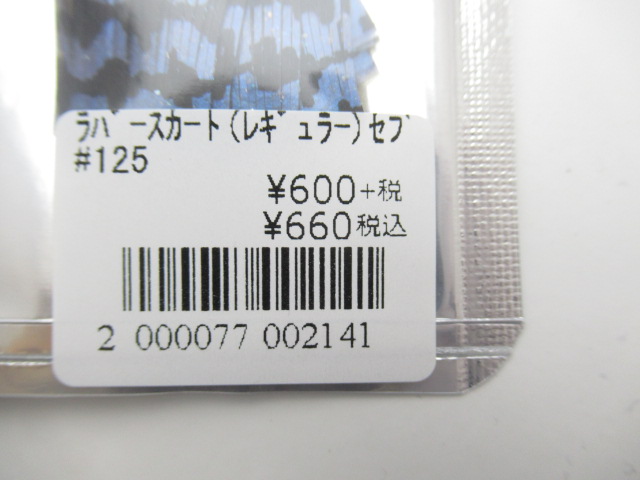 ラバースカート(レギュラー)セブ
#125
¥600+税
¥660税込
2 000077 002141